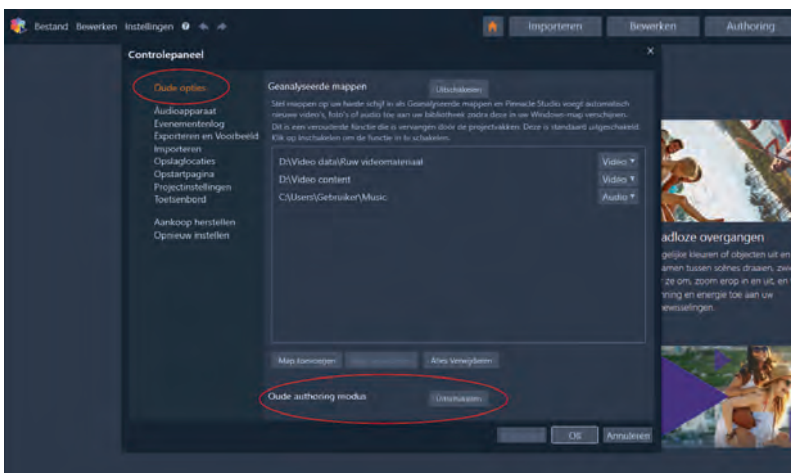 Bestand Bewerken Instellingen
Importeren
Bewerken
Authoring
Controlepaneel
Oude opties
Audioapparaat
Evenementenlog
Exporteren en Voorbeeld
Importeren
Opslaglocaties
Opstartpagina
Projectinstellingen
Toetsenbord
Aankoop herstellen
Opnieuw instellen
Geanalyseerde mappen
Uitschakelen
Stel mappen op uw harde schijf in als Geanalyseerde mappen en Pinnacle Studio voegt automatisch
nieuwe video's, foto's of audio toe aan uw bibliotheek zodra deze in uw Windows-map verschijnen.
Dit is een verouderde functie die is vervangen door de projectvakken. Deze is standaard uitgeschakeld.
Klik op Inschakelen om de functie in te schakelen.
D:\Video data\Ruw videomateriaal
Video
D:\Video content
Video
C:\Users\Gebruiker\Music
Audio
Map toevoegen
Alles Verwijderen
Oude authoring modus
Uitschakelen
OK
Annuleren
adloze overgangen
gelijke kleuren of objecten uit en
amen tussen scènes draaien, zwe
ze om, zoom erop in en uit, en
nning en energie toe aan uw
ewisselingen.